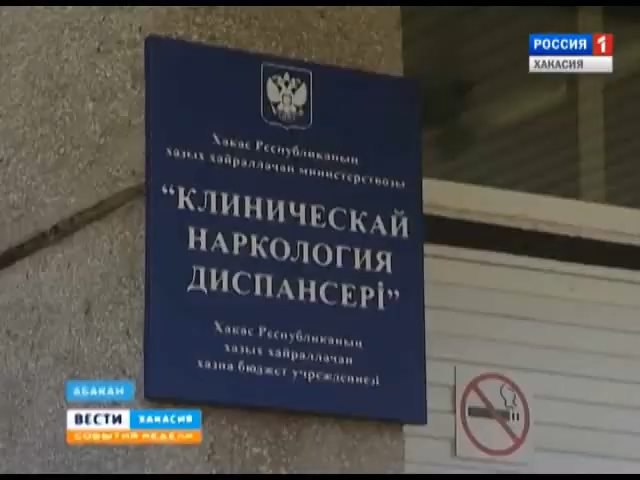 РОССИЯ 1
ХАКАСИЯ
Хакас Республиканың
хазых хайраллачаң министерствозы
“КЛИНИЧЕСКАЙ
НАРКОЛОГИЯ
ДИСПАНСЕРІ”
Хакас Республиканың
хазых хайраллачаң
хазна бюджет учреждениезі
АБАКАН
ВЕСТИ ХАКАСИЯ
СОБЫТИЯ НЕДЕЛИ